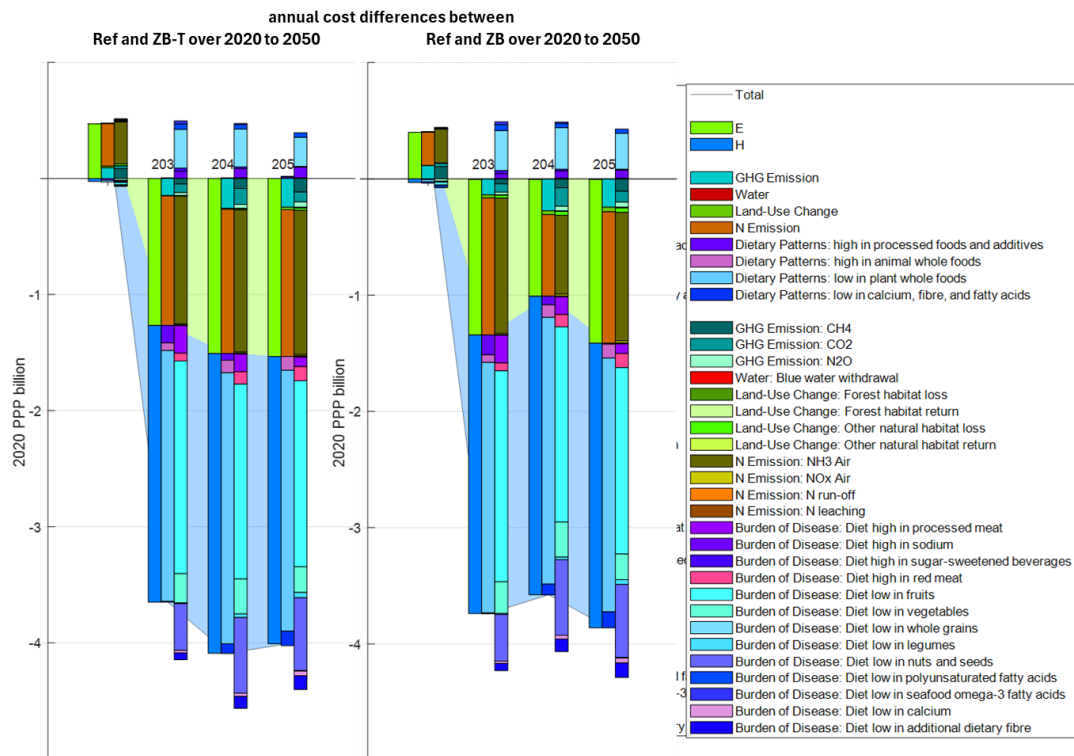 annual cost differences between
Ref and ZB-T over 2020 to 2050
Ref and ZB over 2020 to 2050
203
204
205
-1
-2
-3
-4
2020 PPP billion
203
204
205
-1
-2
-3
-4
2020 PPP billion
Total
E
H
GHG Emission
Water
Land-Use Change
N Emission
Dietary Patterns: high in processed foods and additives
Dietary Patterns: high in animal whole foods
Dietary Patterns: low in plant whole foods
Dietary Patterns: low in calcium, fibre, and fatty acids
GHG Emission: CH4
GHG Emission: CO2
GHG Emission: N2O
Water: Blue water withdrawal
Land-Use Change: Forest habitat loss
Land-Use Change: Forest habitat return
Land-Use Change: Other natural habitat loss
Land-Use Change: Other natural habitat return
N Emission: NH3 Air
N Emission: NOx Air
N Emission: N run-off
N Emission: N leaching
Burden of Disease: Diet high in processed meat
Burden of Disease: Diet high in sodium
Burden of Disease: Diet high in sugar-sweetened beverages
Burden of Disease: Diet high in red meat
Burden of Disease: Diet low in fruits
Burden of Disease: Diet low in vegetables
Burden of Disease: Diet low in whole grains
Burden of Disease: Diet low in legumes
Burden of Disease: Diet low in nuts and seeds
Burden of Disease: Diet low in polyunsaturated fatty acids
Burden of Disease: Diet low in seafood omega-3 fatty acids
Burden of Disease: Diet low in calcium
Burden of Disease: Diet low in additional dietary fibre